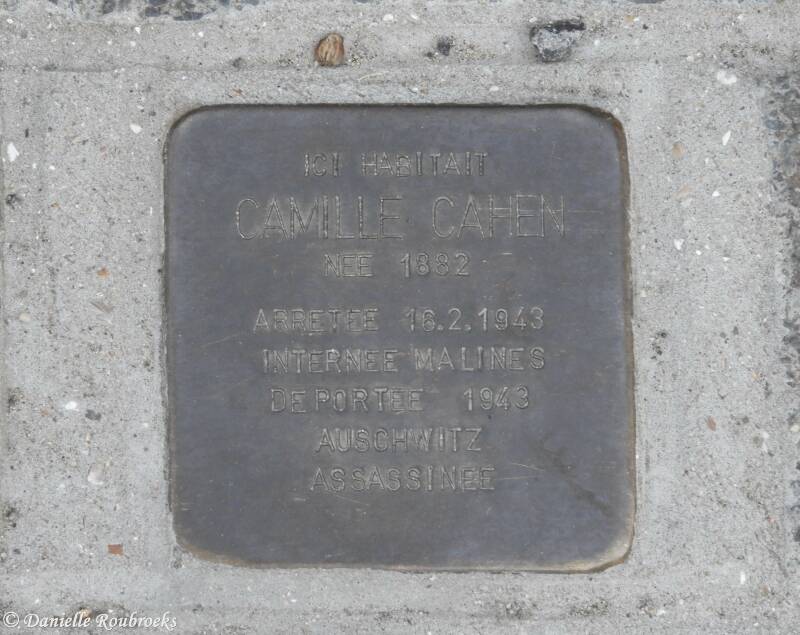 ICI HABITAIT
CAMILLE CAHEN
NEE 1882
ARRETEE 16.2.1943
INTERNEE MALINES
DEPORTEE 1943
AUSCHWITZ
ASSASSINEE
© Danielle Roubroeks